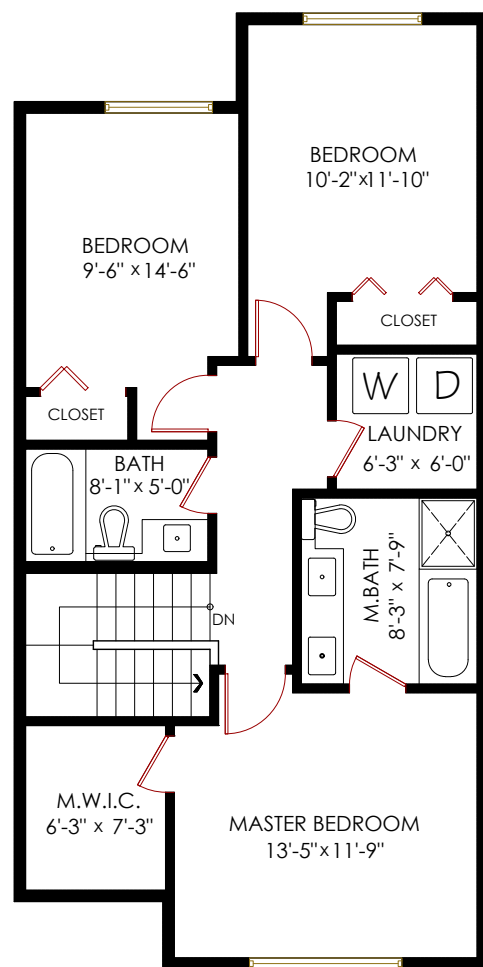 BEDROOM
10'-2"x11'-10"
BEDROOM
9'-6" x 14'-6"
CLOSET
CLOSET
W D
LAUNDRY
6'-3" x 6'-0"
BATH
8'-1" x 5'-0"
M.BATH
8'-3" x 7'-9"
DN
M.W.I.C.
6'-3" x 7'-3"
MASTER BEDROOM
13'-5"x11'-9"